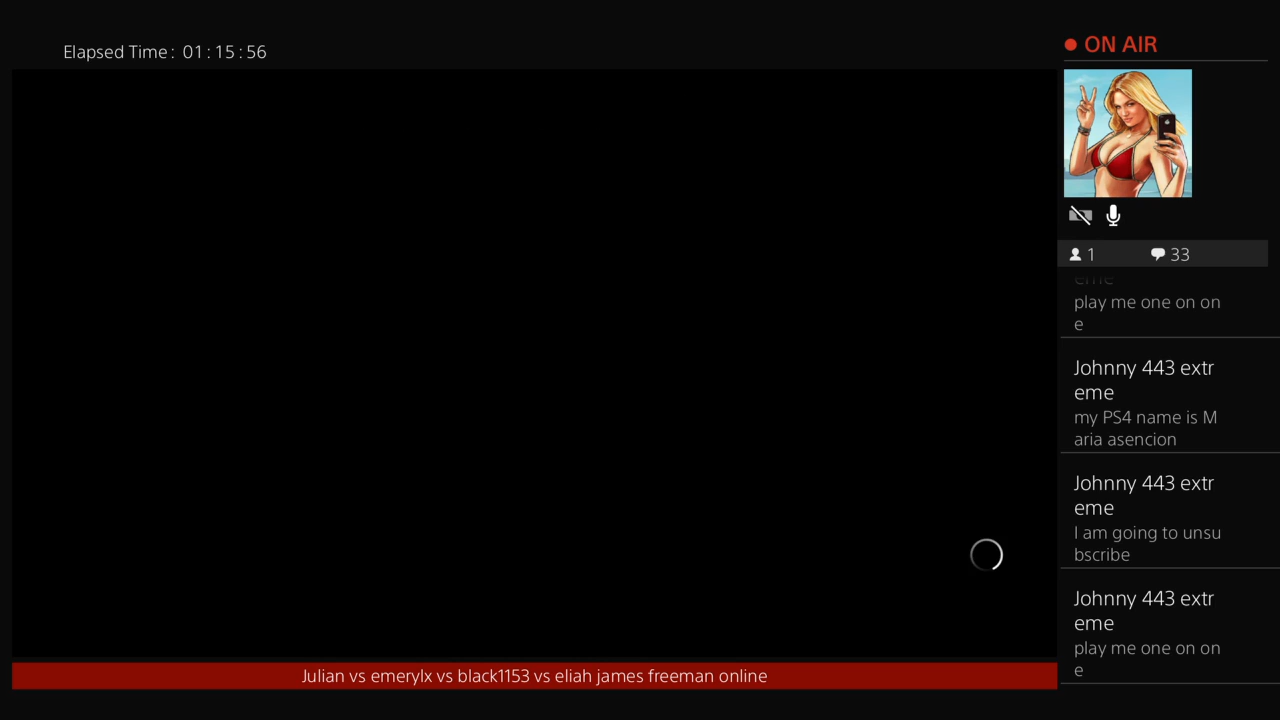 Elapsed Time: 01:15:56
ON AIR
1
33
eme
play me one on on
e
Johnny 443 extr
eme
my PS4 name is M
aria asencion
Johnny 443 extr
eme
I am going to unsu
bscribe
Johnny 443 extr
eme
play me one on on
e
Julian vs emerylx vs black1153 vs eliah james freeman online